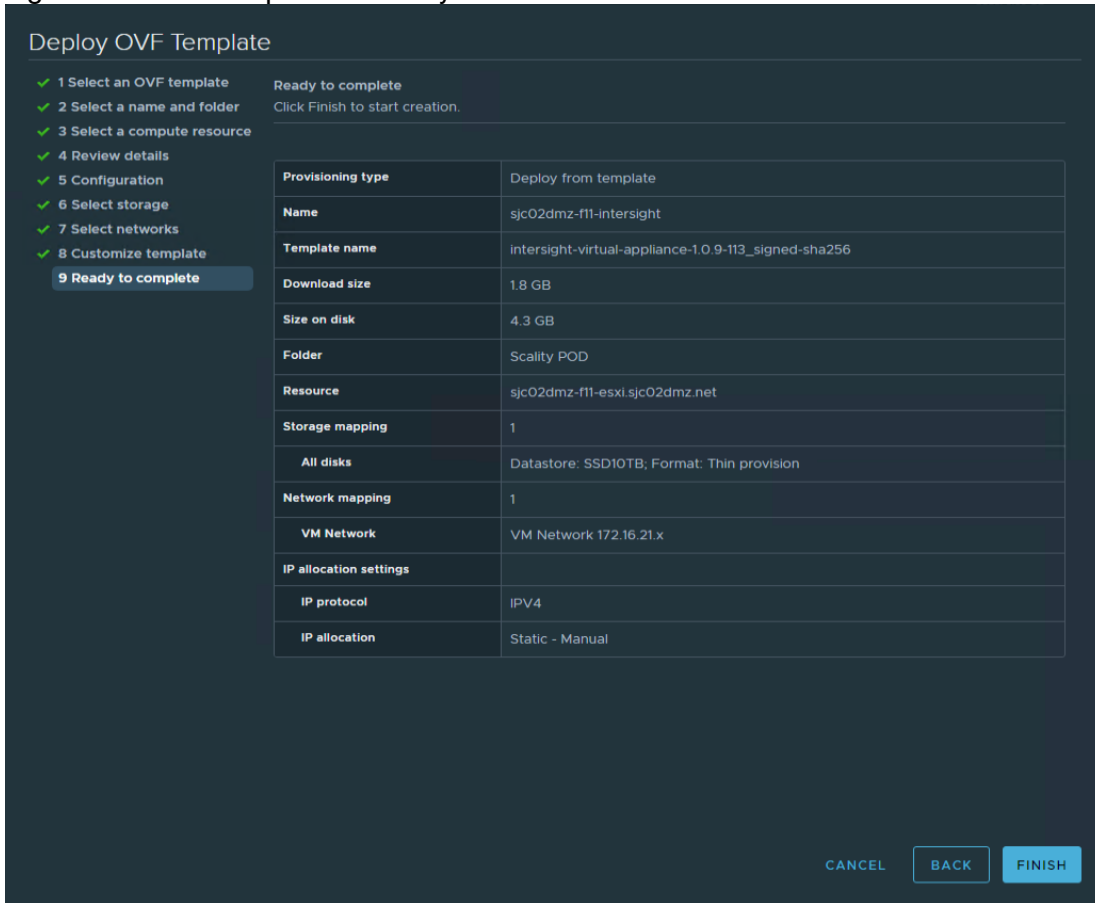 Deploy OVF Template
1 Select an OVF template
2 Select a name and folder
3 Select a compute resource
4 Review details
5 Configuration
6 Select storage
7 Select networks
8 Customize template
9 Ready to complete
Ready to complete
Click Finish to start creation.
Provisioning type Deploy from template
Name sjc02dmz-f11-intersight
Template name intersight-virtual-appliance-1.0.9-113_signed-sha256
Download size 1.8 GB
Size on disk 4.3 GB
Folder Scality POD
Resource sjc02dmz-f11-esxi.sjc02dmz.net
Storage mapping 1
All disks Datastore: SSD10TB; Format: Thin provision
Network mapping 1
VM Network VM Network 172.16.21.x
IP allocation settings
IP protocol IPV4
IP allocation Static - Manual
CANCEL BACK FINISH